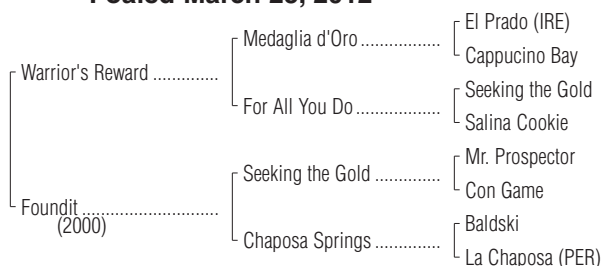 Foaled March 28, 2012
El Prado (IRE)
Medaglia d'Oro ................
Cappucino Bay
Warrior's Reward .............
Seeking the Gold
For All You Do .................
Salina Cookie
Mr. Prospector
Seeking the Gold .............
Con Game
Foundit ...........................
(2000)
Baldski
Chaposa Springs .............
La Chaposa (PER)